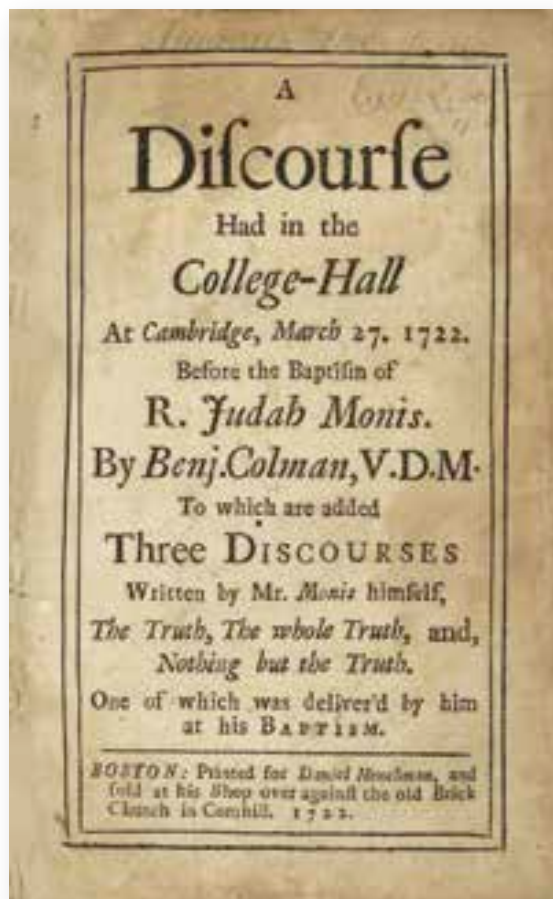 A
Diſcourſe
Had in the
College-Hall
At Cambridge, March 27. 1722.
Before the Baptiſm of
R. Judah Monis.
By Benj. Colman, V.D.M.
To which are added
Three DISCOURSES
Written by Mr. Monis himſelf,
The Truth, The whole Truth, and,
Nothing but the Truth.
One of which was deliver'd by him
at his BAPTISM.
BOSTON: Printed for Daniel Henchman, and
ſold at his Shop over againſt the old Brick
Church in Cornhill. 1722.